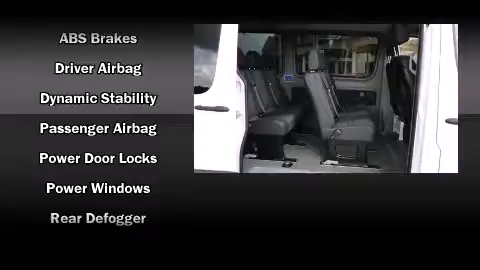 ABS Brakes
Driver Airbag
Dynamic Stability
Passenger Airbag
Power Door Locks
Power Windows
Rear Defogger